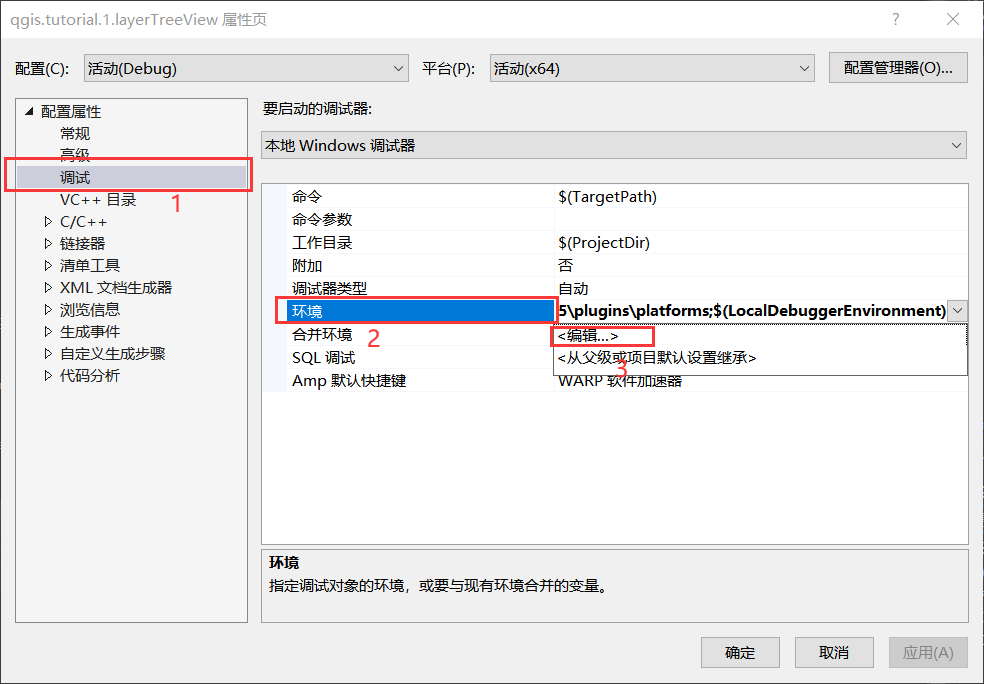 qgis.tutorial.1.layerTreeView 属性页
配置(C): 活动(Debug) 平台(P): 活动(x64) 配置管理器(O)...
配置属性
常规
高级
调试
1
VC++ 目录
C/C++
链接器
清单工具
XML 文档生成器
浏览信息
生成事件
自定义生成步骤
代码分析
要启动的调试器:
本地 Windows 调试器
命令 $(TargetPath)
命令参数
工作目录 $(ProjectDir)
附加 否
调试器类型 自动
环境 5\plugins\platforms;$(LocalDebuggerEnvironment)
合并环境 2 <编辑...>
SQL 调试 <从父级或项目默认设置继承>
3
Amp 默认快捷键 WARP 软件加速器
环境
指定调试对象的环境，或要与现有环境合并的变量。
确定 取消 应用(A)